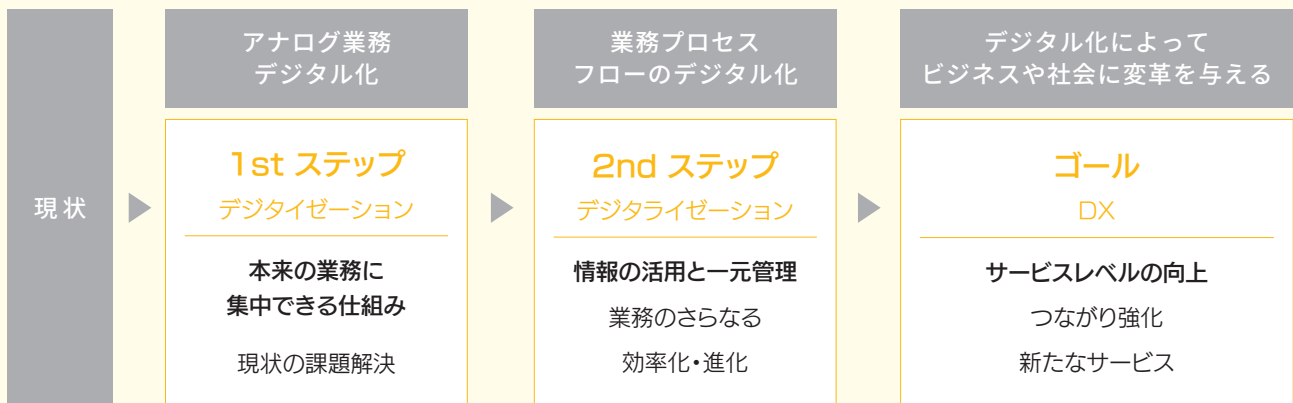 現状
アナログ業務
デジタル化
1st ステップ
デジタイゼーション
本来の業務に
集中できる仕組み
現状の課題解決
業務プロセス
フローのデジタル化
2nd ステップ
デジタライゼーション
情報の活用と一元管理
業務のさらなる
効率化・進化
デジタル化によって
ビジネスや社会に変革を与える
ゴール
DX
サービスレベルの向上
つながり強化
新たなサービス